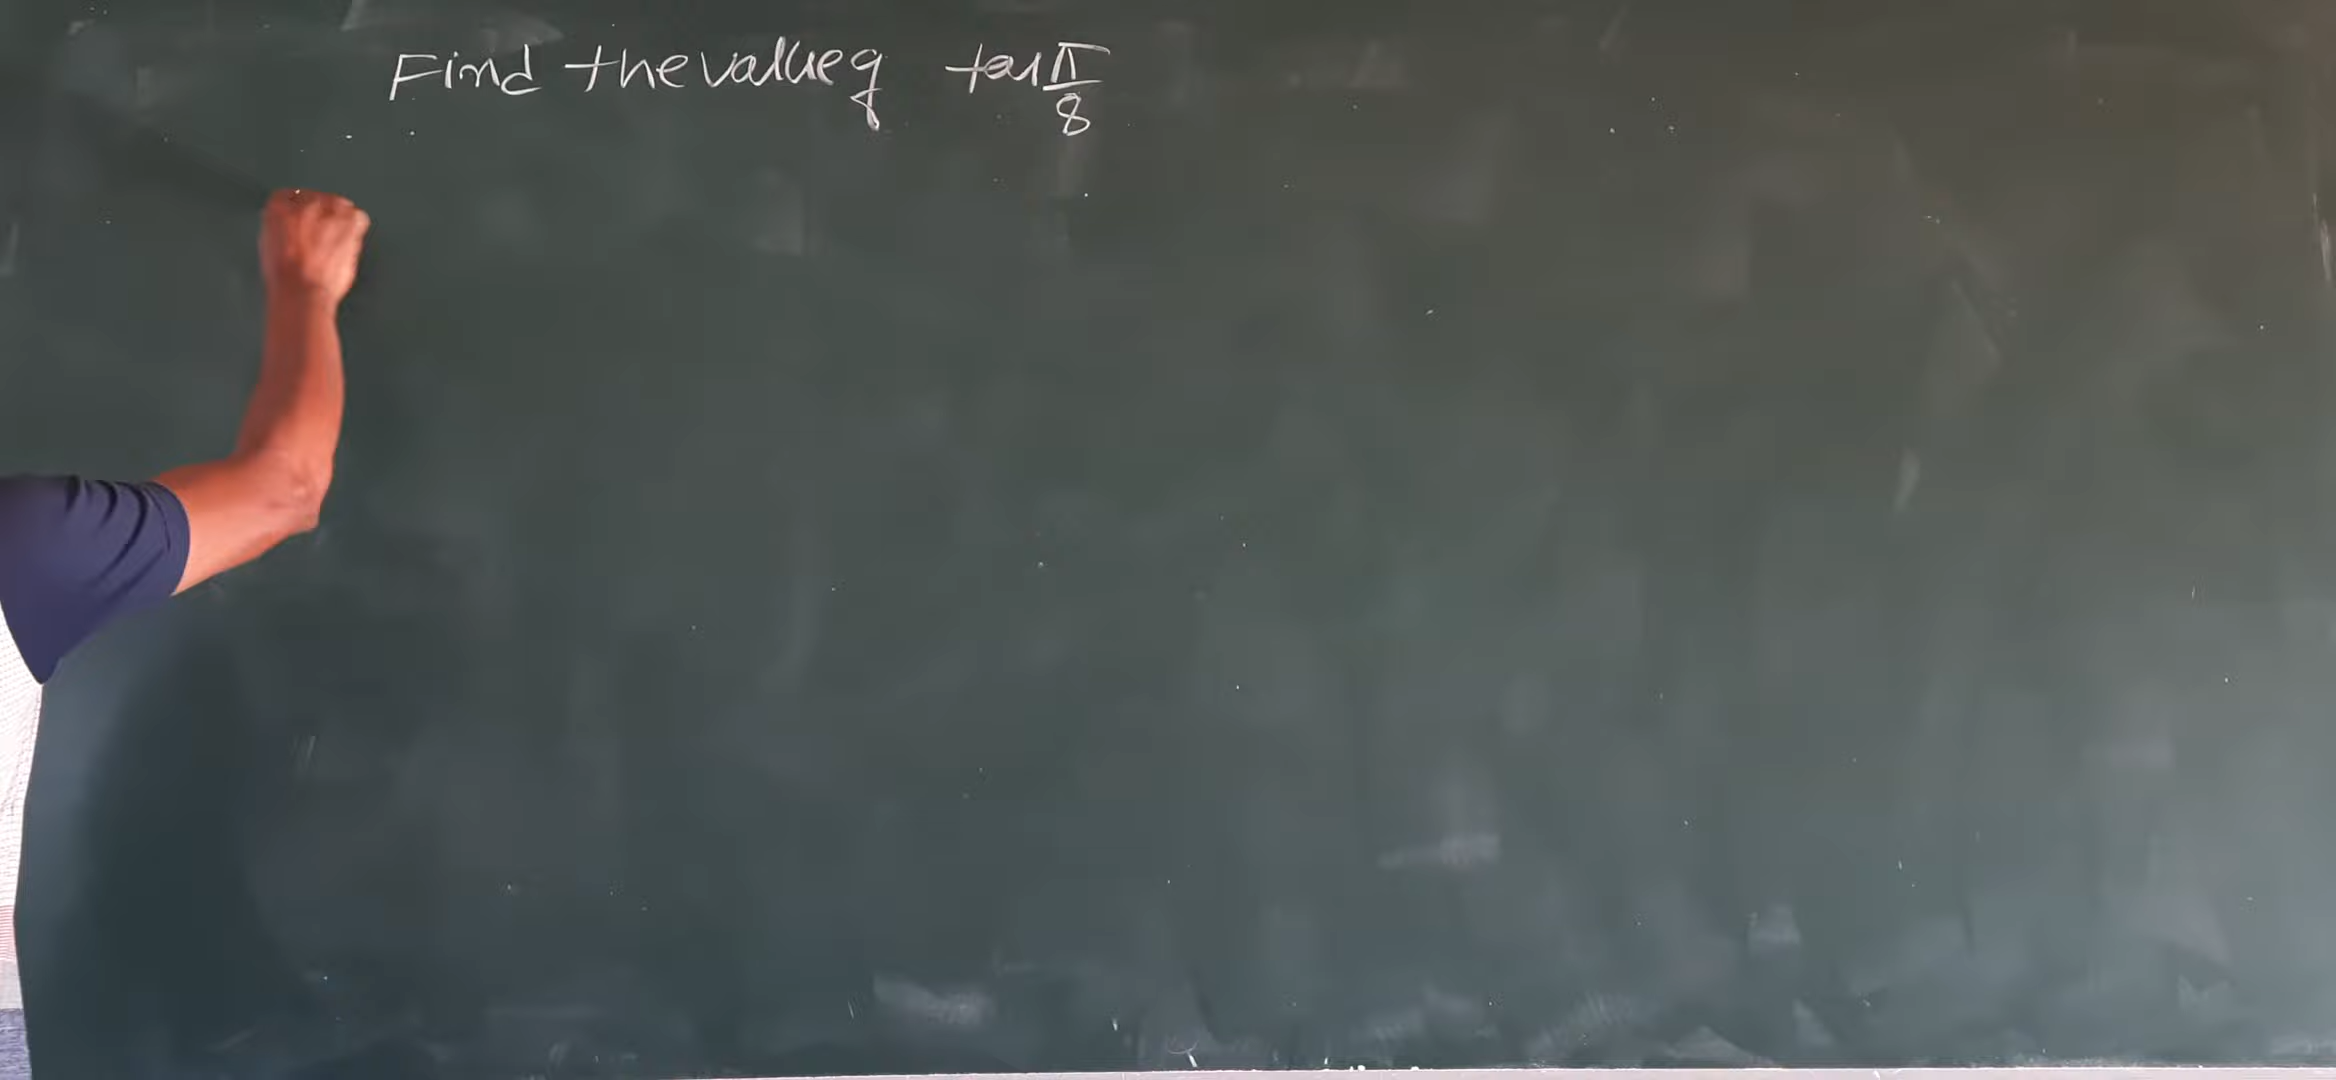 Find the value of tan π/8